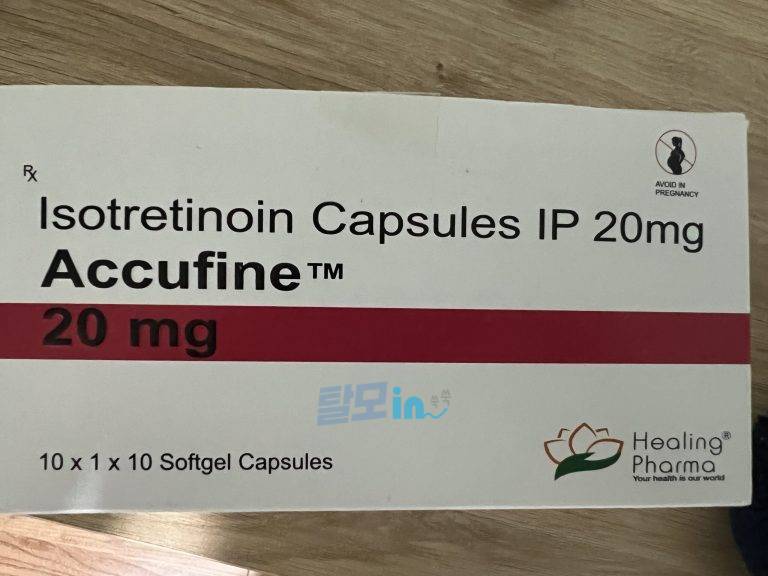 AVOID IN
PREGNANCY
Rx
Isotretinoin Capsules IP 20mg
Accufine™
20 mg
탈모in
10 x 1 x 10 Softgel Capsules
Healing®
Pharma
Your health is our world